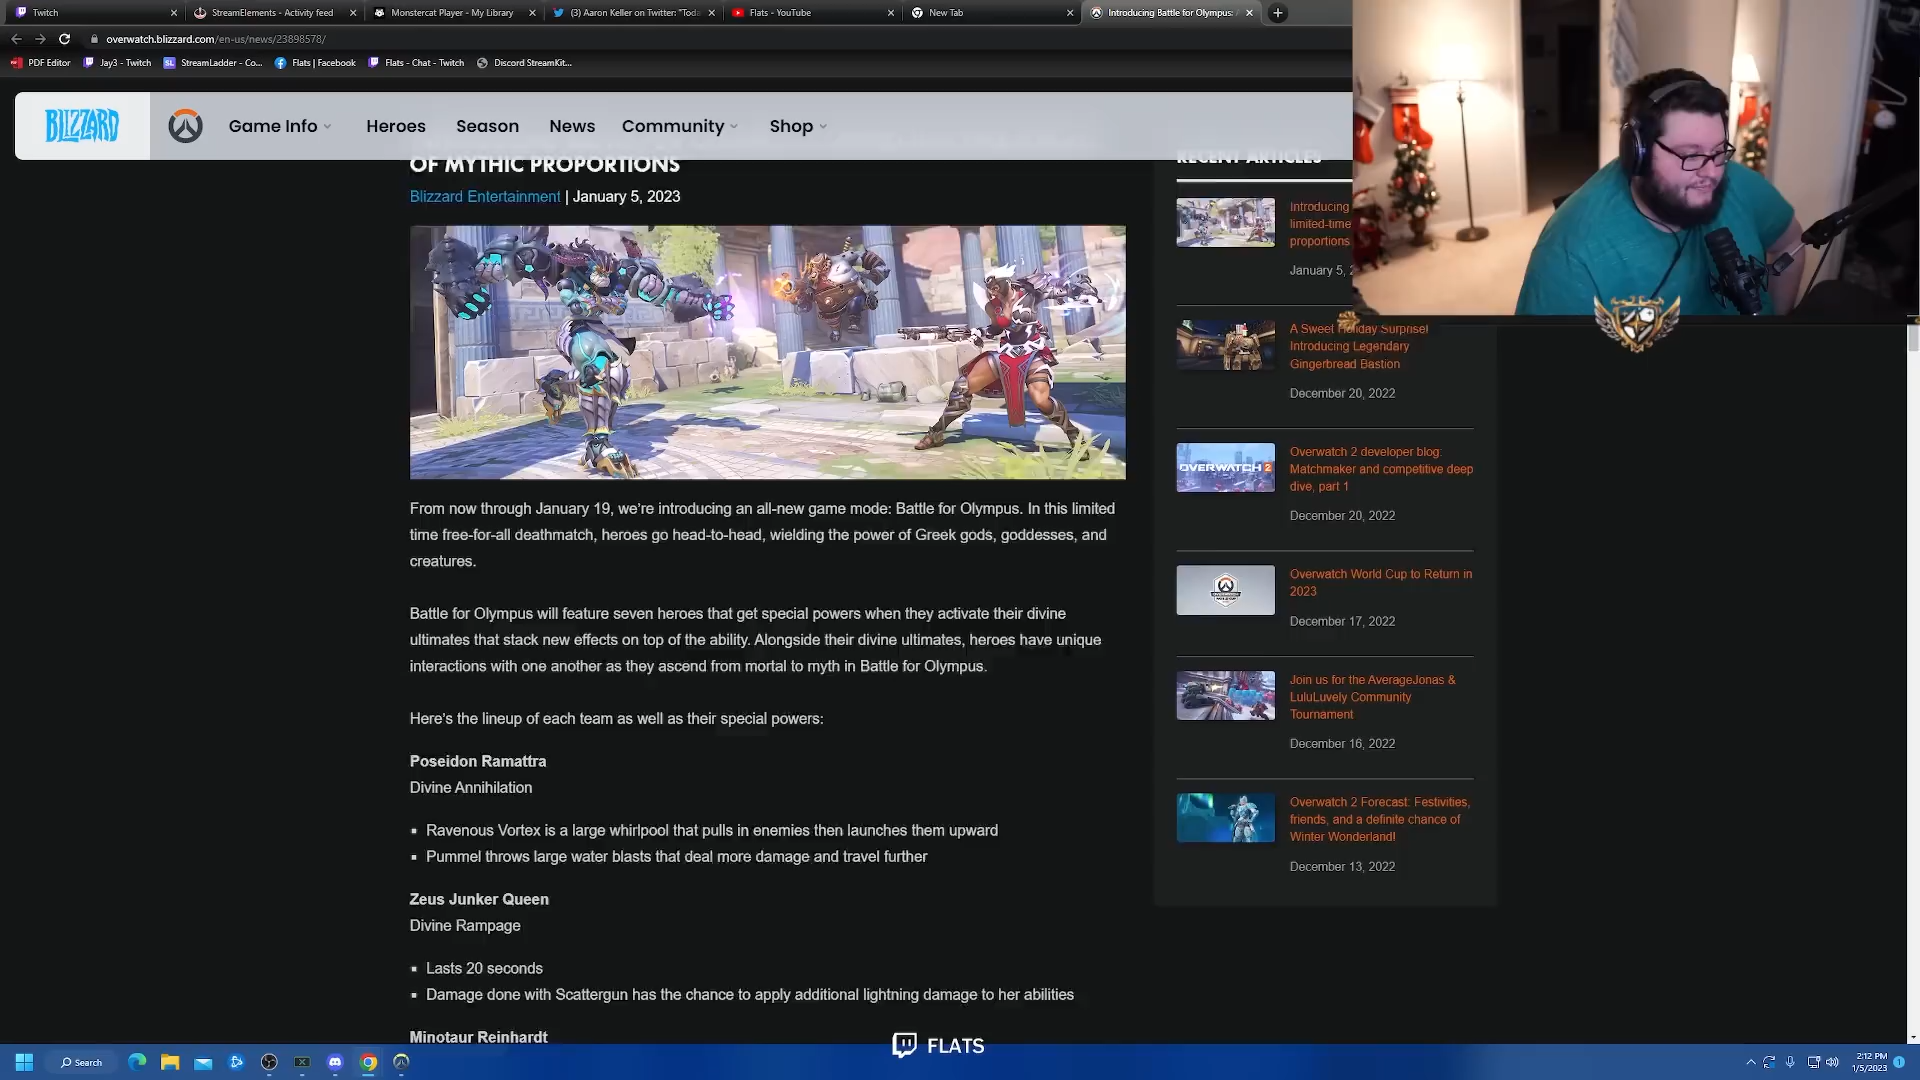 Twitch
StreamElements - Activity feed
Monstercat Player - My Library
(3) Aaron Keller on Twitter: "Toda
Flats - YouTube
New Tab
Introducing Battle for Olympus:
overwatch.blizzard.com/en-us/news/23898578/
PDF Editor
Jay3 - Twitch
StreamLadder - Co...
Flats | Facebook
Flats - Chat - Twitch
Discord StreamKit...
BLIZZARD
Game Info
Heroes
Season
News
Community
Shop
OF MYTHIC PROPORTIONS
Blizzard Entertainment | January 5, 2023
From now through January 19, we’re introducing an all-new game mode: Battle for Olympus. In this limited
time free-for-all deathmatch, heroes go head-to-head, wielding the power of Greek gods, goddesses, and
creatures.
Battle for Olympus will feature seven heroes that get special powers when they activate their divine
ultimates that stack new effects on top of the ability. Alongside their divine ultimates, heroes have unique
interactions with one another as they ascend from mortal to myth in Battle for Olympus.
Here’s the lineup of each team as well as their special powers:
Poseidon Ramattra
Divine Annihilation
▪ Ravenous Vortex is a large whirlpool that pulls in enemies then launches them upward
▪ Pummel throws large water blasts that deal more damage and travel further
Zeus Junker Queen
Divine Rampage
▪ Lasts 20 seconds
▪ Damage done with Scattergun has the chance to apply additional lightning damage to her abilities
Minotaur Reinhardt
RECENT ARTICLES
Introducing
limited-time
proportions
January 5, 2
A Sweet Holiday Surprise!
Introducing Legendary
Gingerbread Bastion
December 20, 2022
OVERWATCH 2
Overwatch 2 developer blog:
Matchmaker and competitive deep
dive, part 1
December 20, 2022
Overwatch World Cup to Return in
2023
December 17, 2022
Join us for the AverageJonas &
LuluLuvely Community
Tournament
December 16, 2022
Overwatch 2 Forecast: Festivities,
friends, and a definite chance of
Winter Wonderland!
December 13, 2022
FLATS
Search
2:12 PM
1/5/2023